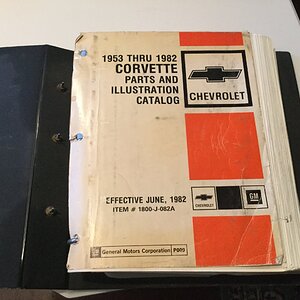 1953 THRU 1982
CORVETTE
PARTS AND
ILLUSTRATION
CATALOG
CHEVROLET
EFFECTIVE JUNE, 1982
ITEM # 1800-J-082A
CHEVROLET
GM
General Motors Corporation P009